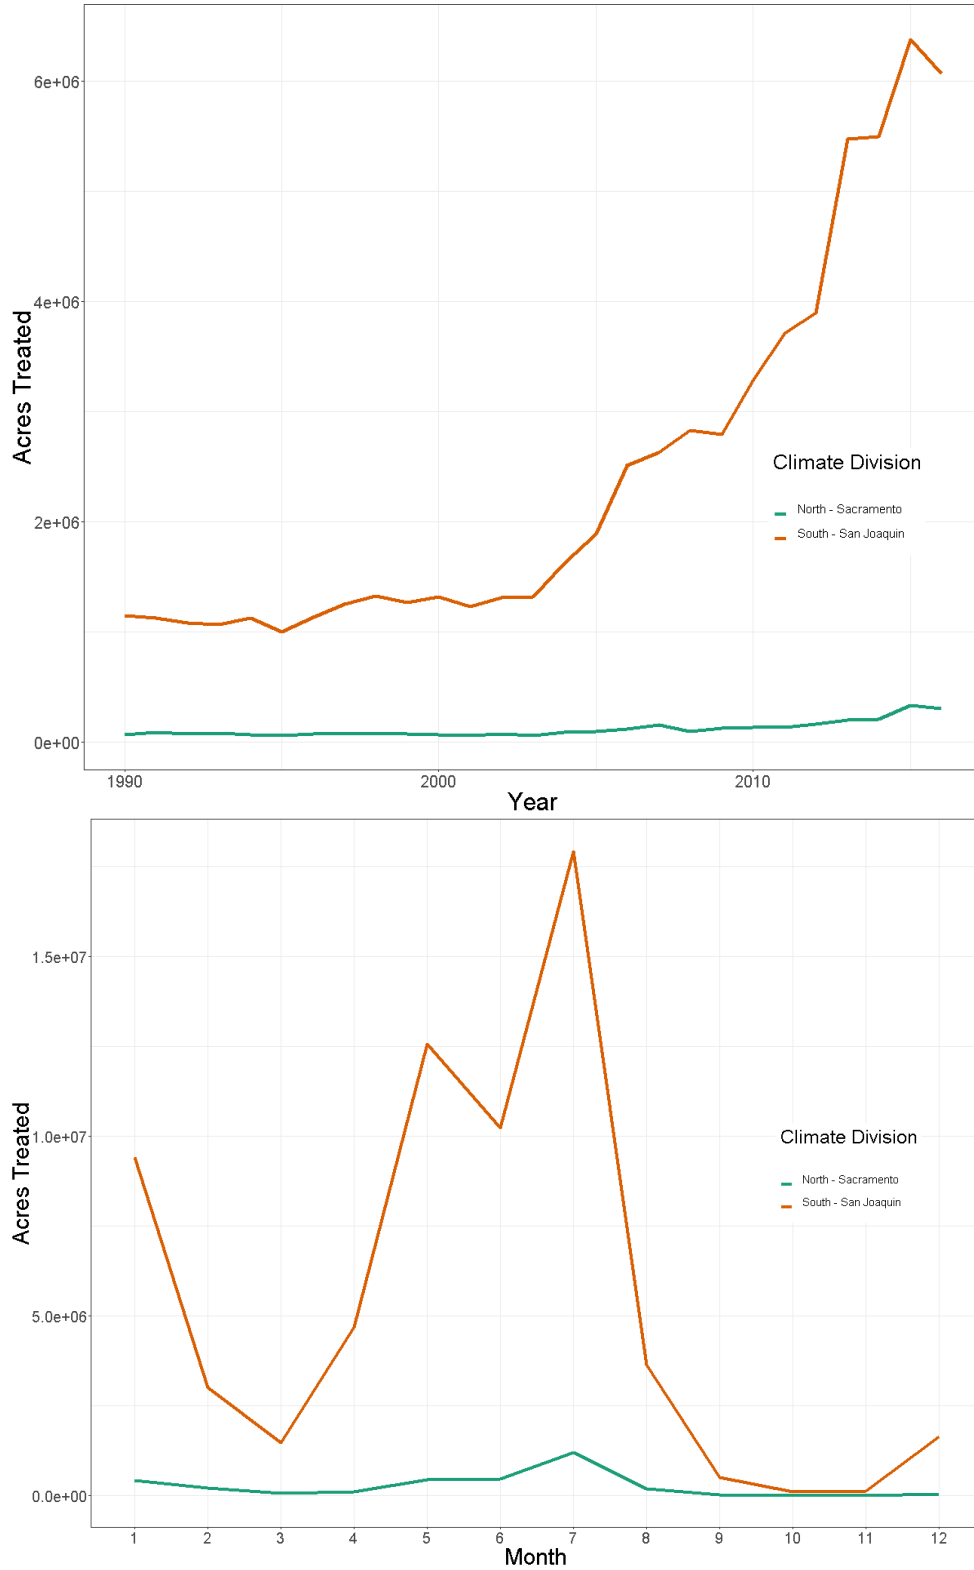 6e+06
4e+06
2e+06
0e+00
Acres Treated
Climate Division
North - Sacramento
South - San Joaquin
1990 2000 2010
Year
1.5e+07
1.0e+07
5.0e+06
0.0e+00
Acres Treated
Climate Division
North - Sacramento
South - San Joaquin
1 2 3 4 5 6 7 8 9 10 11 12
Month